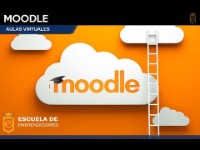 MOODLE
AULAS VIRTUALES
moodle
ESCUELA DE
EMPRENDEDORES